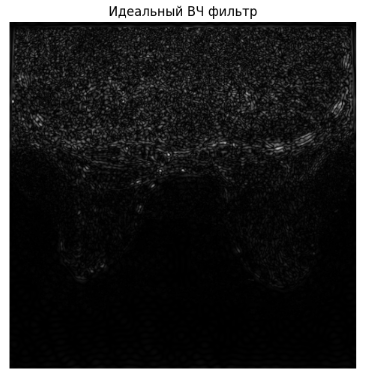 Идеальный ВЧ фильтр